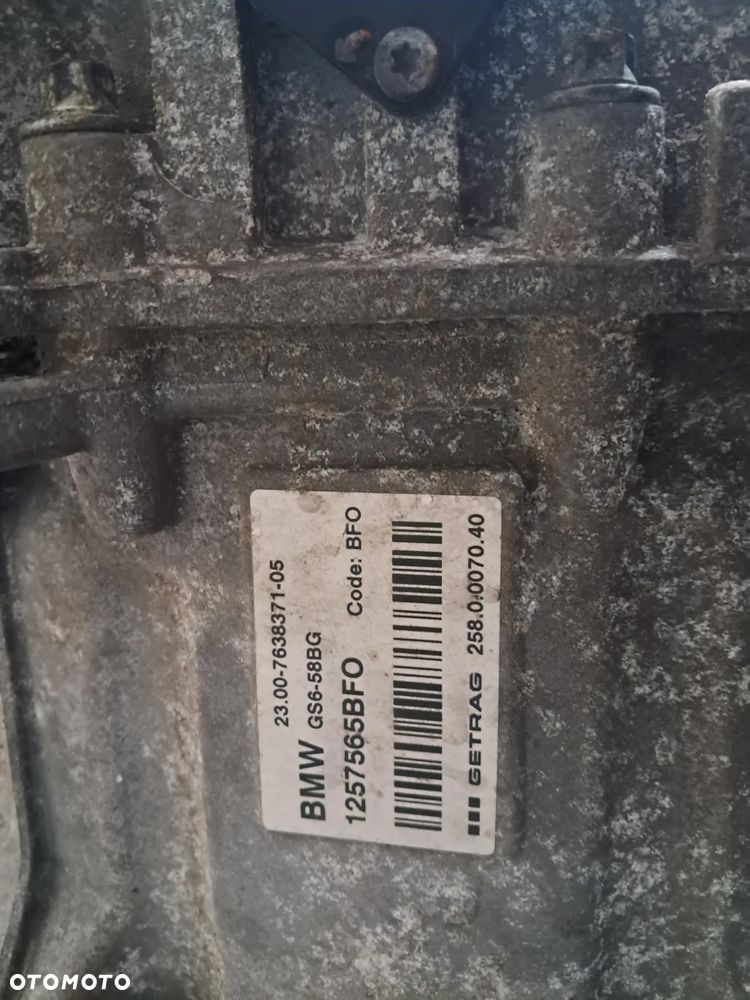 23.00-7638371-05
BMW GS6-58BG
1257565BFO Code: BFO
GETRAG 258.0.0070.40
OTOMOTO